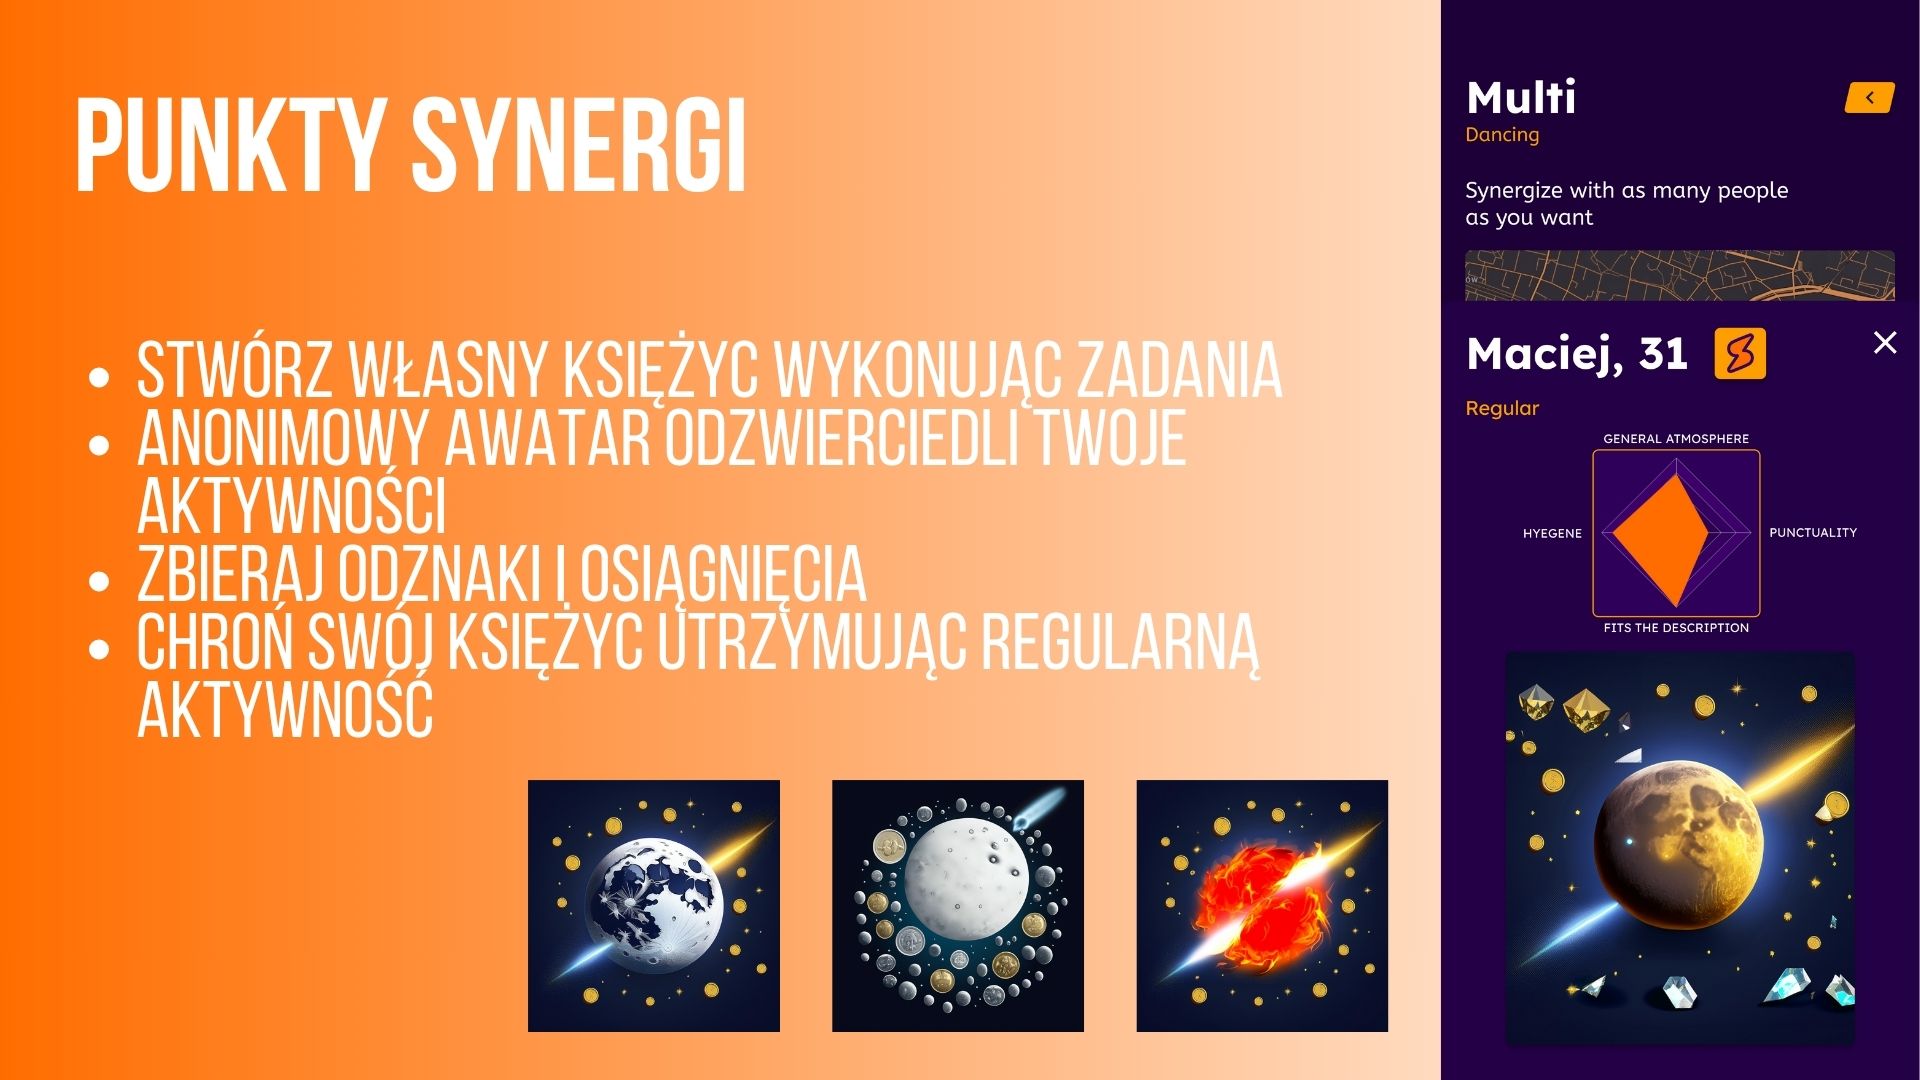 PUNKTY SYNERGI
STWÓRZ WŁASNY KSIĘŻYC WYKONUJĄC ZADANIA
ANONIMOWY AWATAR ODZWIERCIEDLI TWOJE
AKTYWNOŚCI
ZBIERAJ ODZNAKI I OSIĄGNIĘCIA
CHROŃ SWÓJ KSIĘŻYC UTRZYMUJĄC REGULARNĄ
AKTYWNOŚĆ
Multi
Dancing
Synergize with as many people
as you want
Maciej, 31
Regular
GENERAL ATMOSPHERE
HYEGENE
PUNCTUALITY
FITS THE DESCRIPTION